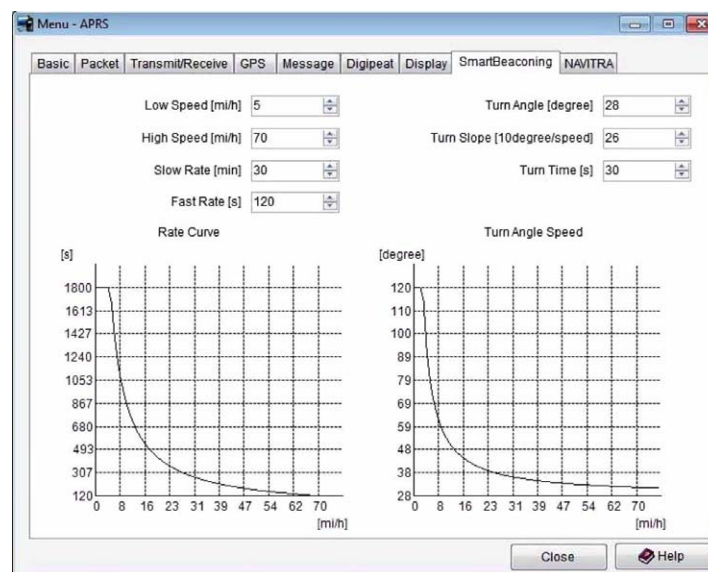 Menu - APRS
Basic Packet Transmit/Receive GPS Message Digipeat Display SmartBeaconing NAVITRA
Low Speed [mi/h] 5
Turn Angle [degree] 28
High Speed [mi/h] 70
Turn Slope [10degree/speed] 26
Slow Rate [min] 30
Turn Time [s] 30
Fast Rate [s] 120
Rate Curve
[s]
1800
1613
1427
1240
1053
867
680
493
307
120
0 8 16 23 31 39 47 54 62 70
[mi/h]
Turn Angle Speed
[degree]
120
110
100
89
79
69
59
48
38
28
0 8 16 23 31 39 47 54 62 70
[mi/h]
Close Help